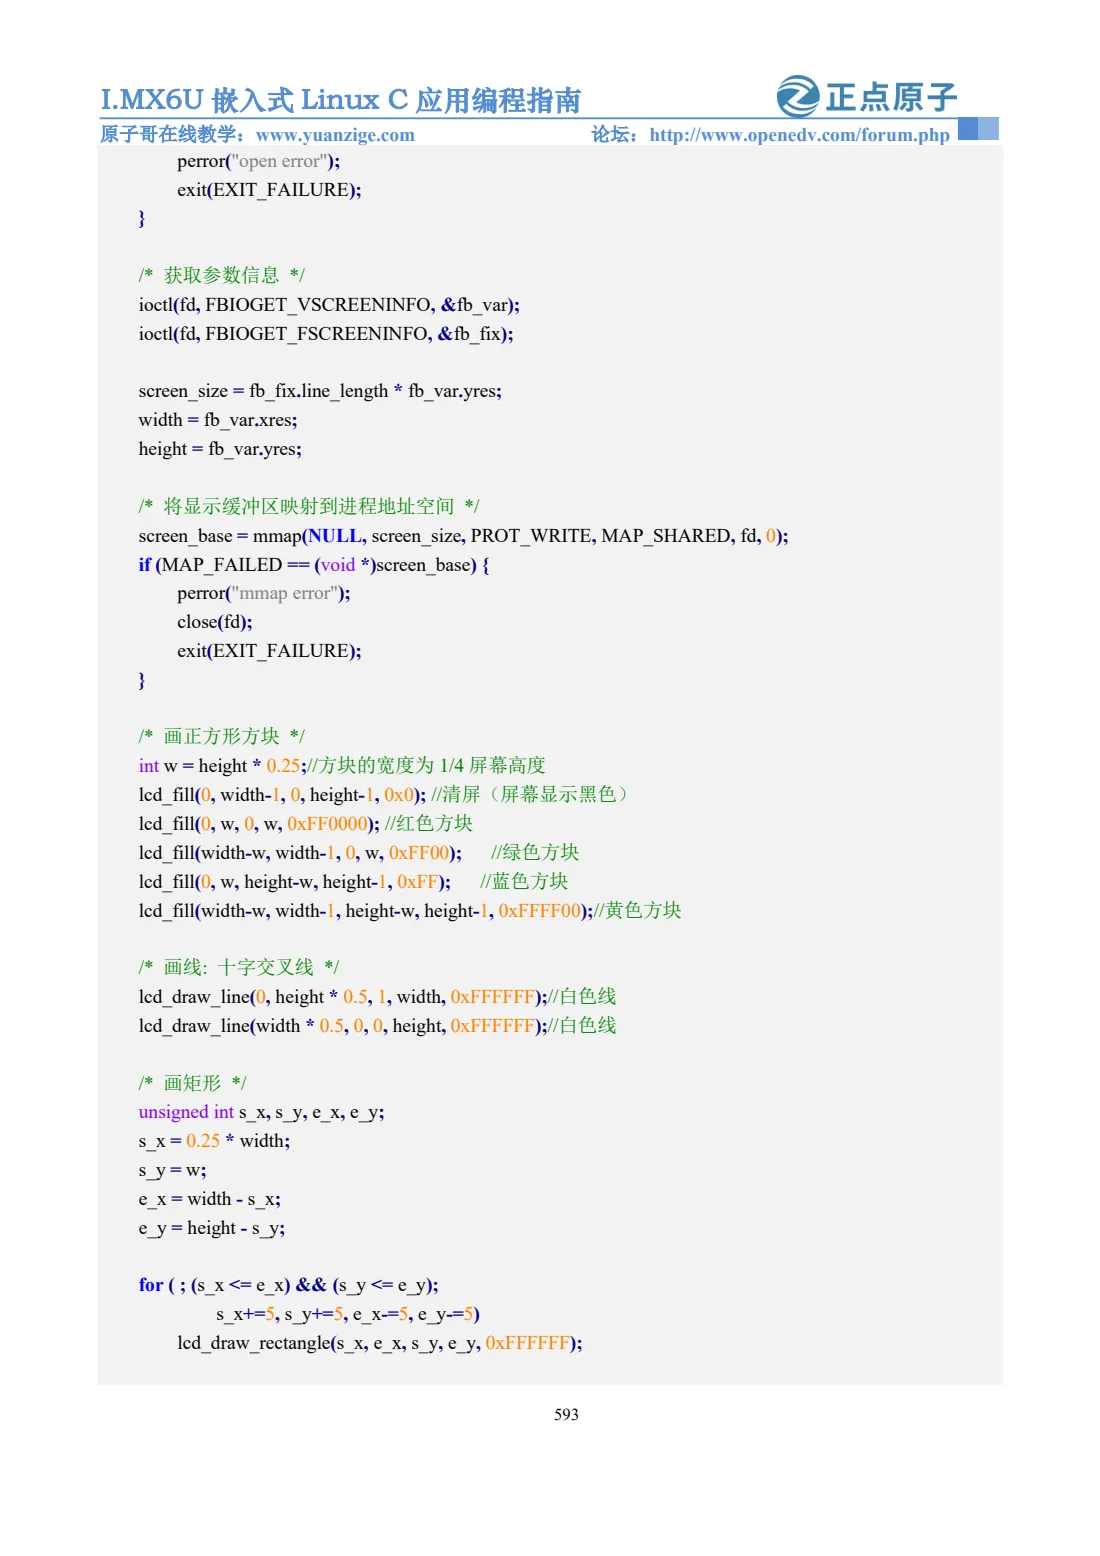 I.MX6U 嵌入式 Linux C 应用编程指南
正点原子
原子哥在线教学：www.yuanzige.com 论坛：http://www.openedv.com/forum.php
perror("open error");
exit(EXIT_FAILURE);
}
/* 获取参数信息 */
ioctl(fd, FBIOGET_VSCREENINFO, &fb_var);
ioctl(fd, FBIOGET_FSCREENINFO, &fb_fix);
screen_size = fb_fix.line_length * fb_var.yres;
width = fb_var.xres;
height = fb_var.yres;
/* 将显示缓冲区映射到进程地址空间 */
screen_base = mmap(NULL, screen_size, PROT_WRITE, MAP_SHARED, fd, 0);
if (MAP_FAILED == (void *)screen_base) {
perror("mmap error");
close(fd);
exit(EXIT_FAILURE);
}
/* 画正方形方块 */
int w = height * 0.25;//方块的宽度为 1/4 屏幕高度
lcd_fill(0, width-1, 0, height-1, 0x0); //清屏（屏幕显示黑色）
lcd_fill(0, w, 0, w, 0xFF0000); //红色方块
lcd_fill(width-w, width-1, 0, w, 0xFF00); //绿色方块
lcd_fill(0, w, height-w, height-1, 0xFF); //蓝色方块
lcd_fill(width-w, width-1, height-w, height-1, 0xFFFF00);//黄色方块
/* 画线: 十字交叉线 */
lcd_draw_line(0, height * 0.5, 1, width, 0xFFFFFF);//白色线
lcd_draw_line(width * 0.5, 0, 0, height, 0xFFFFFF);//白色线
/* 画矩形 */
unsigned int s_x, s_y, e_x, e_y;
s_x = 0.25 * width;
s_y = w;
e_x = width - s_x;
e_y = height - s_y;
for ( ; (s_x <= e_x) && (s_y <= e_y);
s_x+=5, s_y+=5, e_x-=5, e_y-=5)
lcd_draw_rectangle(s_x, e_x, s_y, e_y, 0xFFFFFF);
593